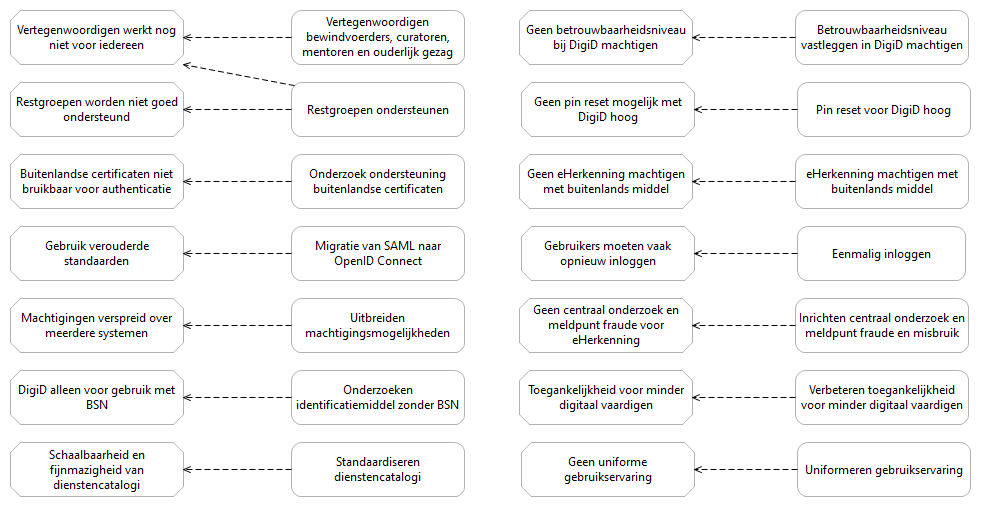 Vertegenwoordigen werkt nog
niet voor iedereen
Vertegenwoordigen
bewindvoerders, curatoren,
mentoren en ouderlijk gezag
Geen betrouwbaarheidsniveau
bij DigiD machtigen
Betrouwbaarheidsniveau
vastleggen in DigiD machtigen
Restgroepen worden niet goed
ondersteund
Restgroepen ondersteunen
Geen pin reset mogelijk met
DigiD hoog
Pin reset voor DigiD hoog
Buitenlandse certificaten niet
bruikbaar voor authenticatie
Onderzoek ondersteuning
buitenlandse certificaten
Geen eHerkenning machtigen
met buitenlands middel
eHerkenning machtigen met
buitenlands middel
Gebruik verouderde
standaarden
Migratie van SAML naar
OpenID Connect
Gebruikers moeten vaak
opnieuw inloggen
Eenmalig inloggen
Machtigingen verspreid over
meerdere systemen
Uitbreiden
machtigingsmogelijkheden
Geen centraal onderzoek en
meldpunt fraude voor
eHerkenning
Inrichten centraal onderzoek en
meldpunt fraude en misbruik
DigiD alleen voor gebruik met
BSN
Onderzoeken
identificatiemiddel zonder BSN
Toegankelijkheid voor minder
digitaal vaardigen
Verbeteren toegankelijkheid
voor minder digitaal vaardigen
Schaalbaarheid en
fijnmazigheid van
dienstencatalogi
Standaardiseren
dienstencatalogi
Geen uniforme
gebruikservaring
Uniformeren gebruikservaring